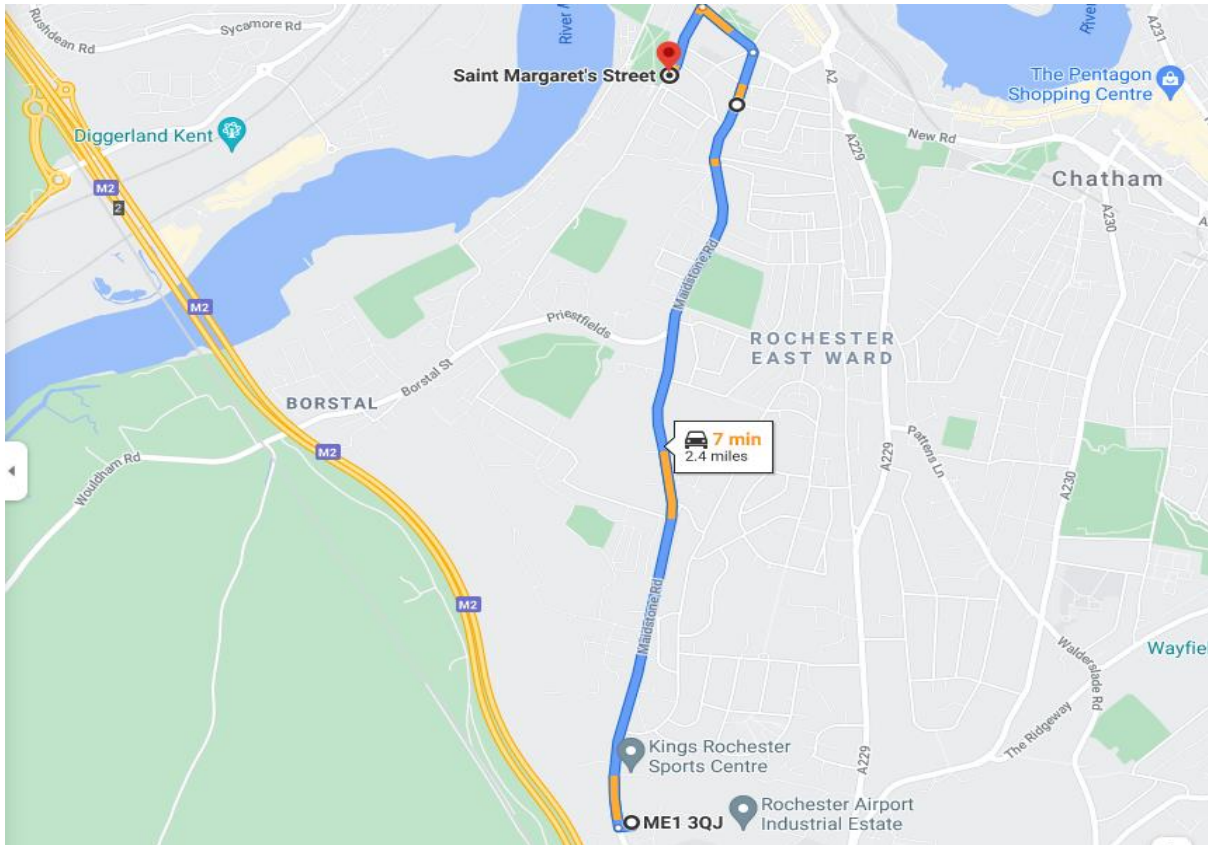 Rushdean Rd
Sycamore Rd
River
River
A231
Saint Margaret's Street
A2
The Pentagon
Shopping Centre
Diggerland Kent
New Rd
A229
M2
2
Chatham
A230
Maidstone Rd
M2
Priestfields
ROCHESTER
EAST WARD
Borstal St
BORSTAL
7 min
2.4 miles
M2
Pattens Ln
A229
Wouldham Rd
A230
M2
Maidstone Rd
Wayfie
Walderslade Rd
The Ridgeway
Kings Rochester
Sports Centre
A229
ME1 3QJ
Rochester Airport
Industrial Estate